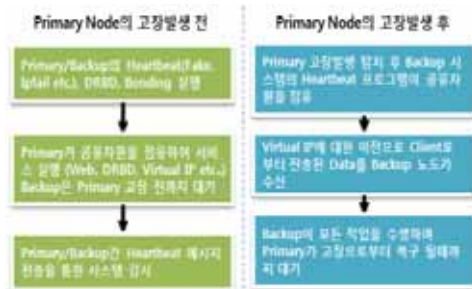 Primary Node의 고장발생 전
Primary/Backup의 Heartbeat(Fake,
Ipfail etc.), DRBD, Bonding 실행
Primary가 공유자원을 점유하여 서비
스 실행 (Web, DRBD, Virtual IP etc.,)
Backup은 Primary 고장 전까지 대기
Primary/Backup간 Heartbeat 메시지
전송을 통한 시스템 감시
Primary Node의 고장발생 후
Primary 고장발생 탐지 후 Backup 시
스템의 Heartbeat 프로그램이 공유자
원을 점유
Virtual IP에 대한 이전으로 Client로
부터 전송된 Data를 Backup 노드가
수신
Backup이 모든 작업을 수행하며
Primary가 고장으로부터 복구 될때까
지 대기